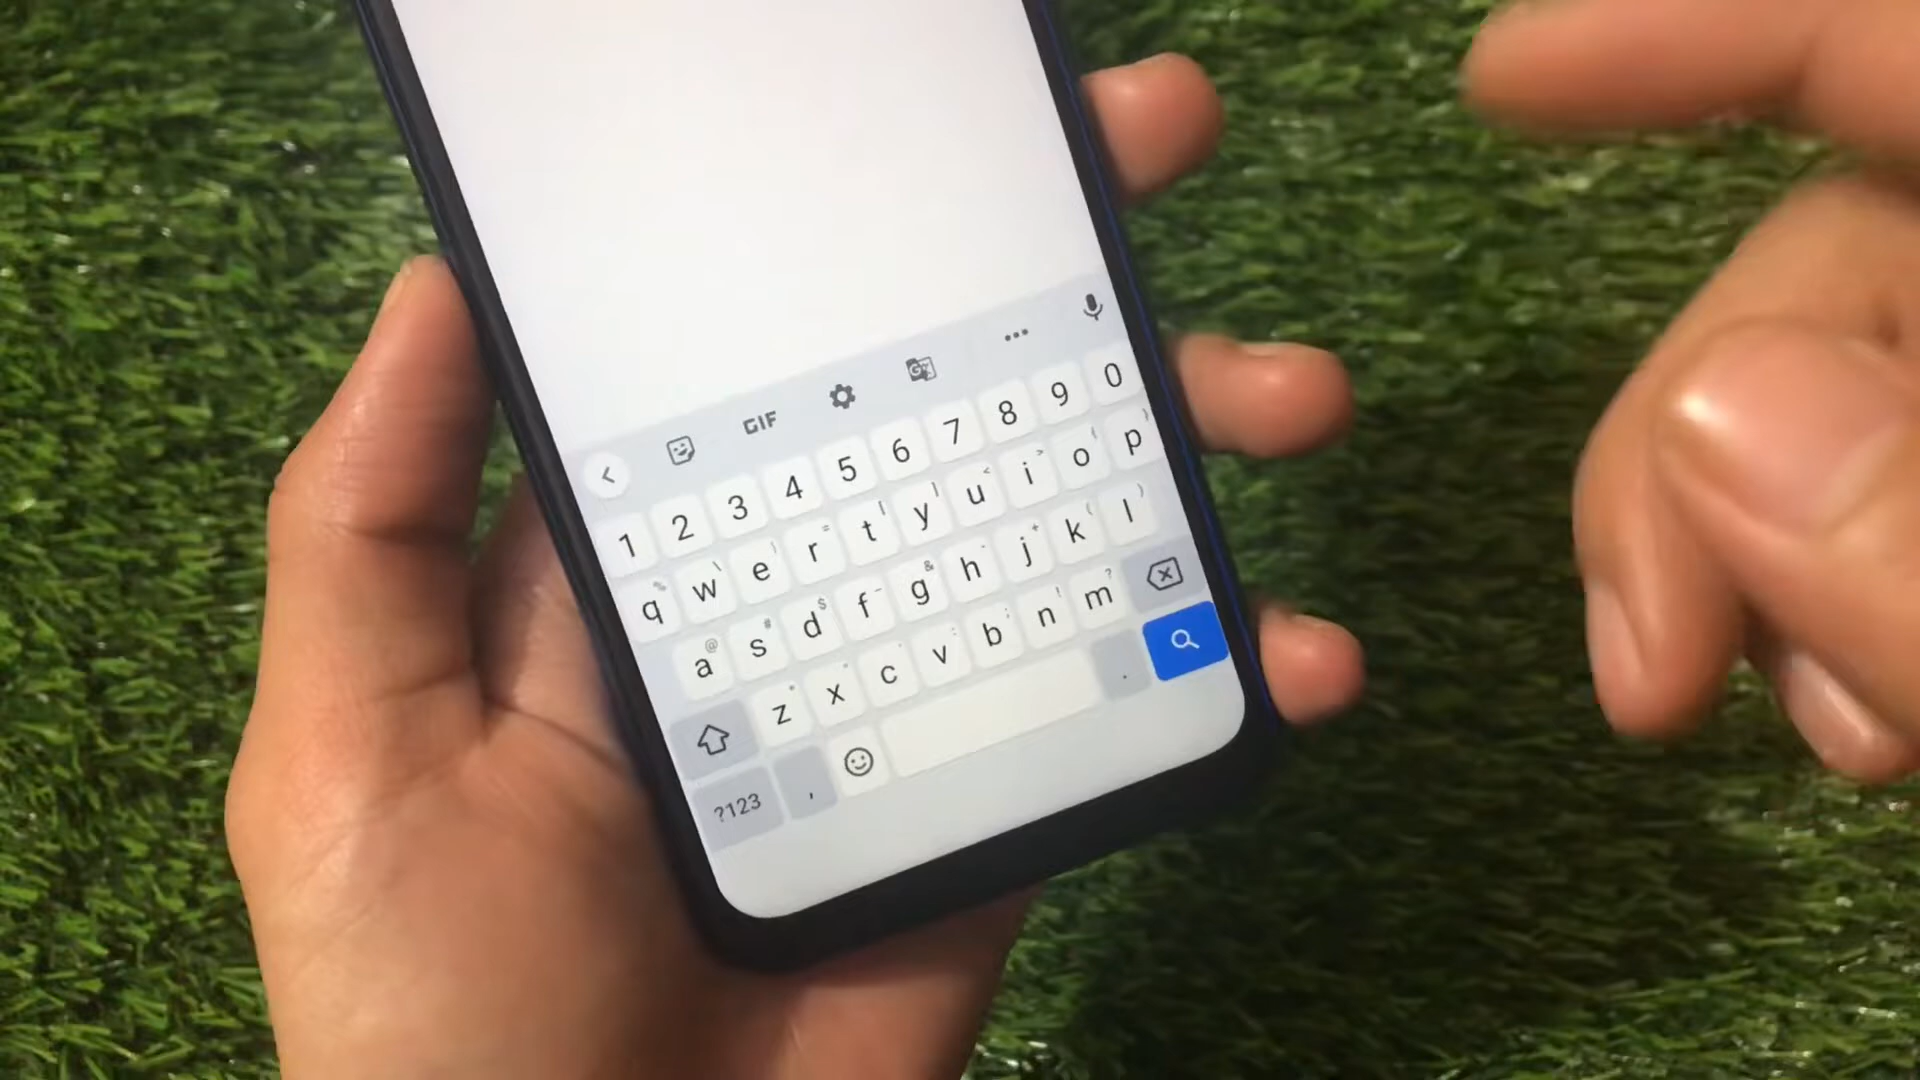 GIF
1 2 3 4 5 6 7 8 9 0
q w e r t y u i o p
a s d f g h j k l
z x c v b n m
?123 , .